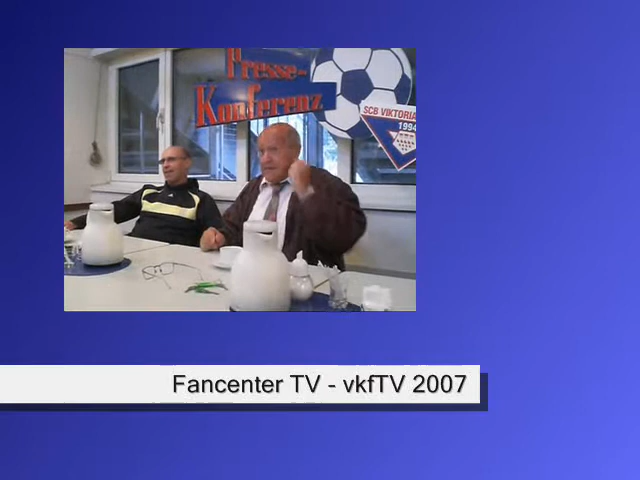 Presse-
Konferenz
SCB VIKTORIA
1994
Fancenter TV - vkfTV 2007